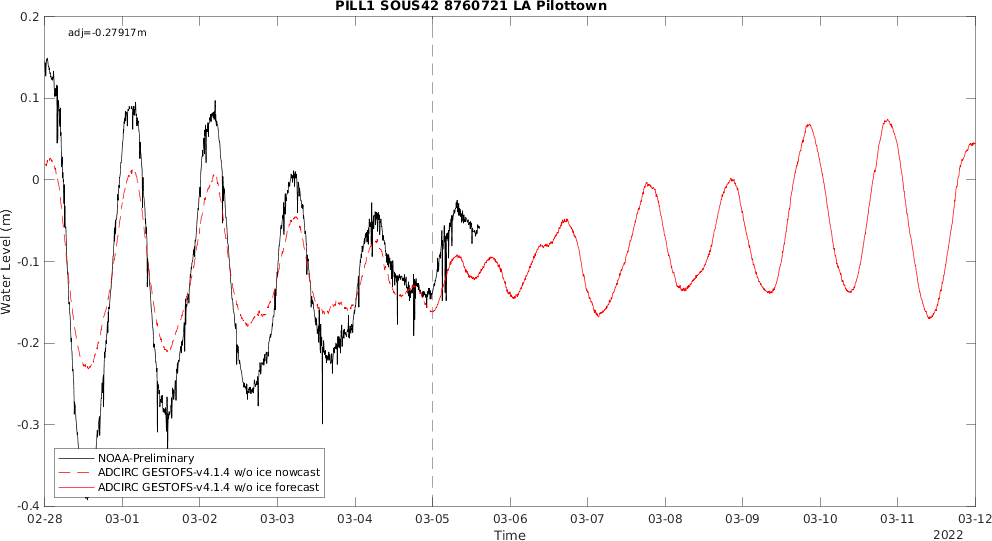 PILL1 SOUS42 8760721 LA Pilottown
adj=-0.27917m
0.2
0.1
0
-0.1
-0.2
-0.3
-0.4
Water Level (m)
NOAA-Preliminary
ADCIRC GESTOFS-v4.1.4 w/o ice nowcast
ADCIRC GESTOFS-v4.1.4 w/o ice forecast
02-28 03-01 03-02 03-03 03-04 03-05 03-06 03-07 03-08 03-09 03-10 03-11 03-12
Time
2022